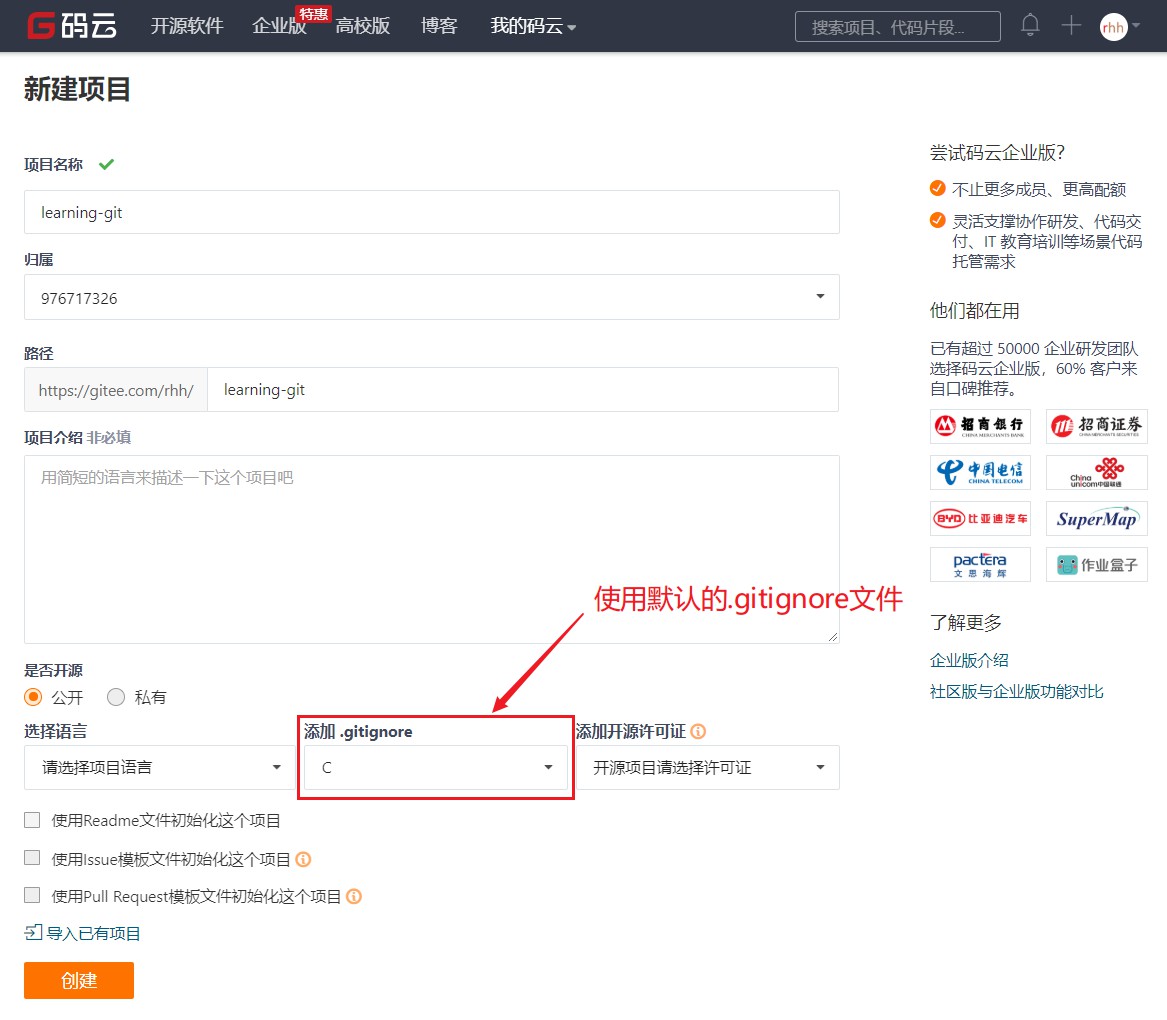 G 码云 开源软件 企业版 特惠 高校版 博客 我的码云 搜索项目、代码片段... rhh
新建项目
项目名称
learning-git
归属
976717326
路径
https://gitee.com/rhh/ learning-git
项目介绍 非必填
用简短的语言来描述一下这个项目吧
使用默认的.gitignore文件
是否开源
公开 私有
选择语言 添加 .gitignore 添加开源许可证
请选择项目语言 C 开源项目请选择许可证
使用Readme文件初始化这个项目
使用Issue模板文件初始化这个项目
使用Pull Request模板文件初始化这个项目
导入已有项目
创建
尝试码云企业版？
不止更多成员、更高配额
灵活支撑协作研发、代码交
付、IT 教育培训等场景代码
托管需求
他们都在用
已有超过 50000 企业研发团队
选择码云企业版，60% 客户来
自口碑推荐。
招商银行 CHINA MERCHANTS BANK
招商证券 CHINA MERCHANTS SECURITIES
中国电信 CHINA TELECOM
China unicom中国联通
BYD 比亚迪汽车
SuperMap
pactera 文思海辉
作业盒子
了解更多
企业版介绍
社区版与企业版功能对比